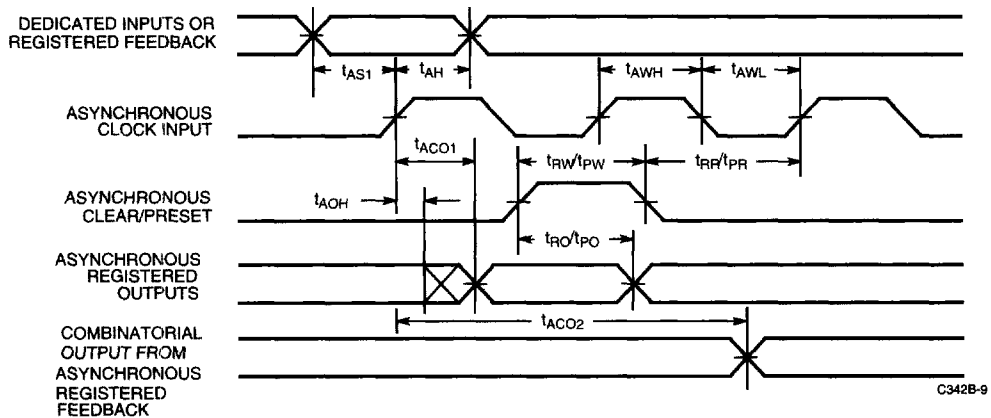 DEDICATED INPUTS OR
REGISTERED FEEDBACK
tAS1
tAH
tAWH
tAWL
ASYNCHRONOUS
CLOCK INPUT
tACO1
tRW/tPW
tRR/tPR
tAOH
ASYNCHRONOUS
CLEAR/PRESET
tRO/tPO
ASYNCHRONOUS
REGISTERED
OUTPUTS
tACO2
COMBINATORIAL
OUTPUT FROM
ASYNCHRONOUS
REGISTERED
FEEDBACK
C342B-9